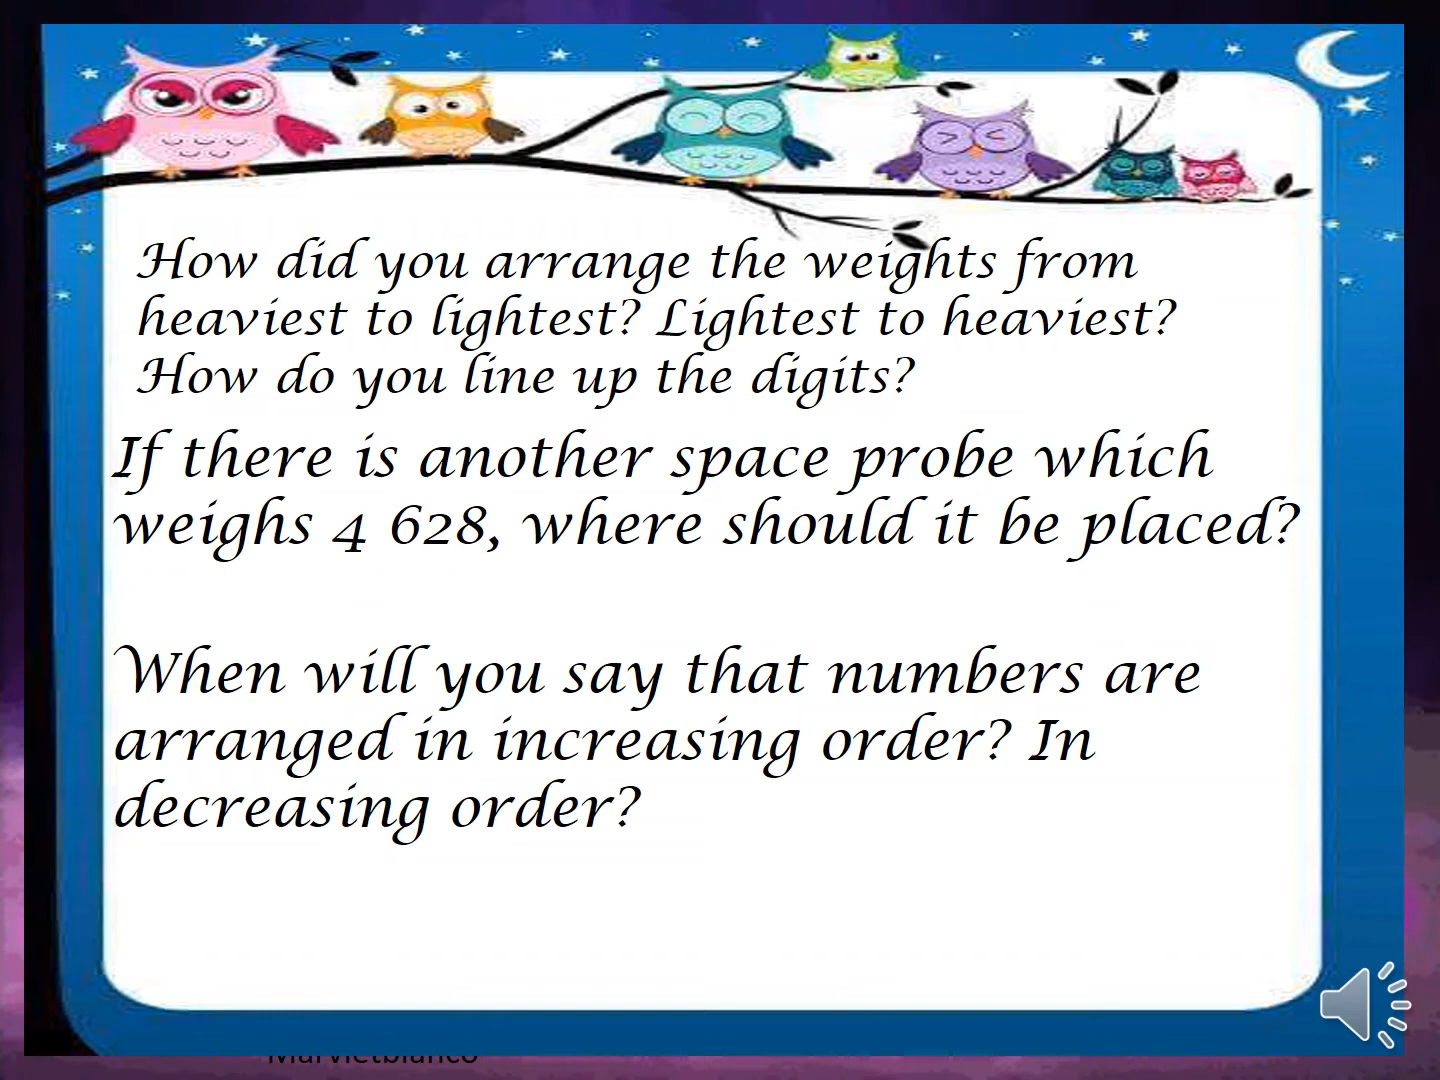 How did you arrange the weights from
heaviest to lightest? Lightest to heaviest?
How do you line up the digits?
If there is another space probe which
weighs 4 628, where should it be placed?
When will you say that numbers are
arranged in increasing order? In
decreasing order?